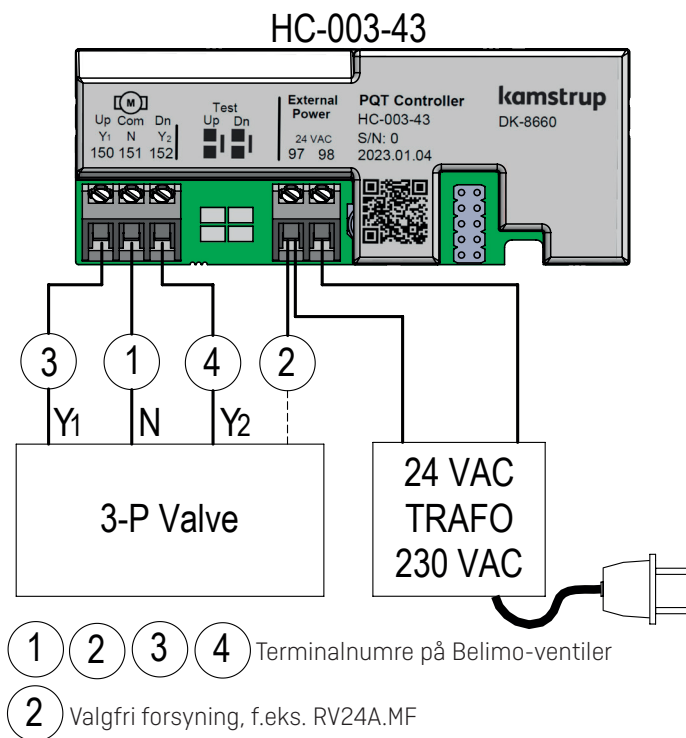 HC-003-43
Up Com Dn
Y1 N Y2
150 151 152
M
Test
Up Dn
External
Power
24 VAC
97 98
PQT Controller
HC-003-43
S/N: 0
2023.01.04
kamstrup
DK-8660
3 1 4 2
Y1 N Y2
3-P Valve
24 VAC
TRAFO
230 VAC
1 2 3 4 Terminalnumre på Belimo-ventiler
2 Valgfri forsyning, f.eks. RV24A.MF